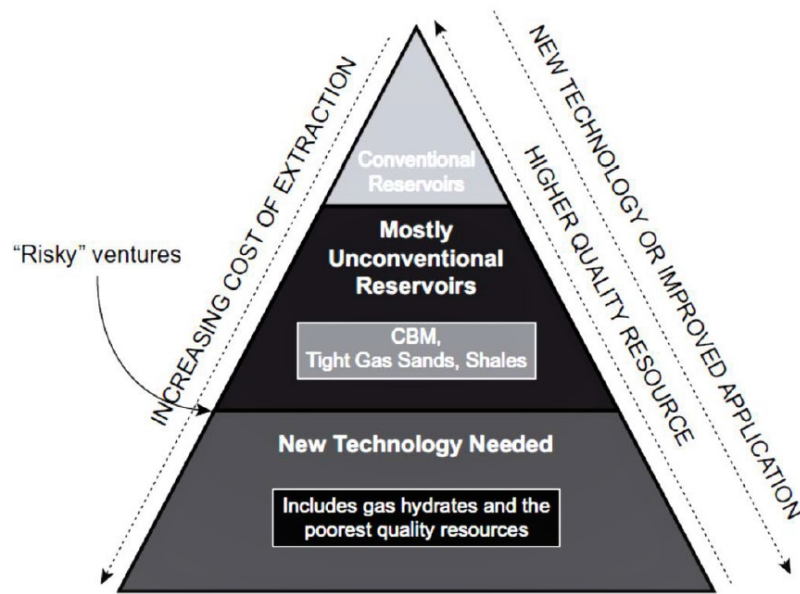 Conventional
Reservoirs
Mostly
Unconventional
Reservoirs
CBM,
Tight Gas Sands, Shales
New Technology Needed
Includes gas hydrates and the
poorest quality resources
“Risky” ventures
INCREASING COST OF EXTRACTION
HIGHER QUALITY RESOURCE
NEW TECHNOLOGY OR IMPROVED APPLICATION